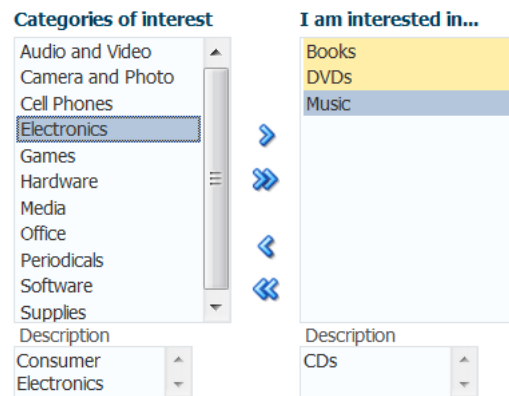 Categories of interest
Audio and Video
Camera and Photo
Cell Phones
Electronics
Games
Hardware
Media
Office
Periodicals
Software
Supplies
Description
Consumer
Electronics
I am interested in...
Books
DVDs
Music
Description
CDs